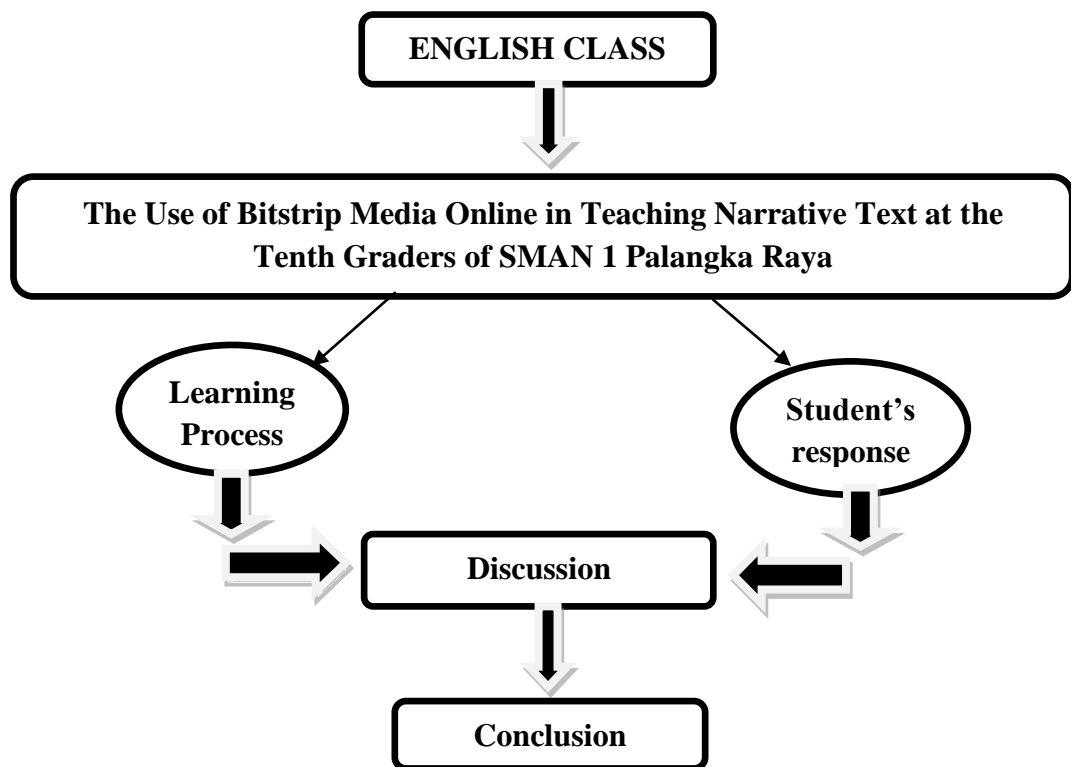 ENGLISH CLASS
The Use of Bitstrip Media Online in Teaching Narrative Text at the
Tenth Graders of SMAN 1 Palangka Raya
Learning
Process
Student’s
response
Discussion
Conclusion